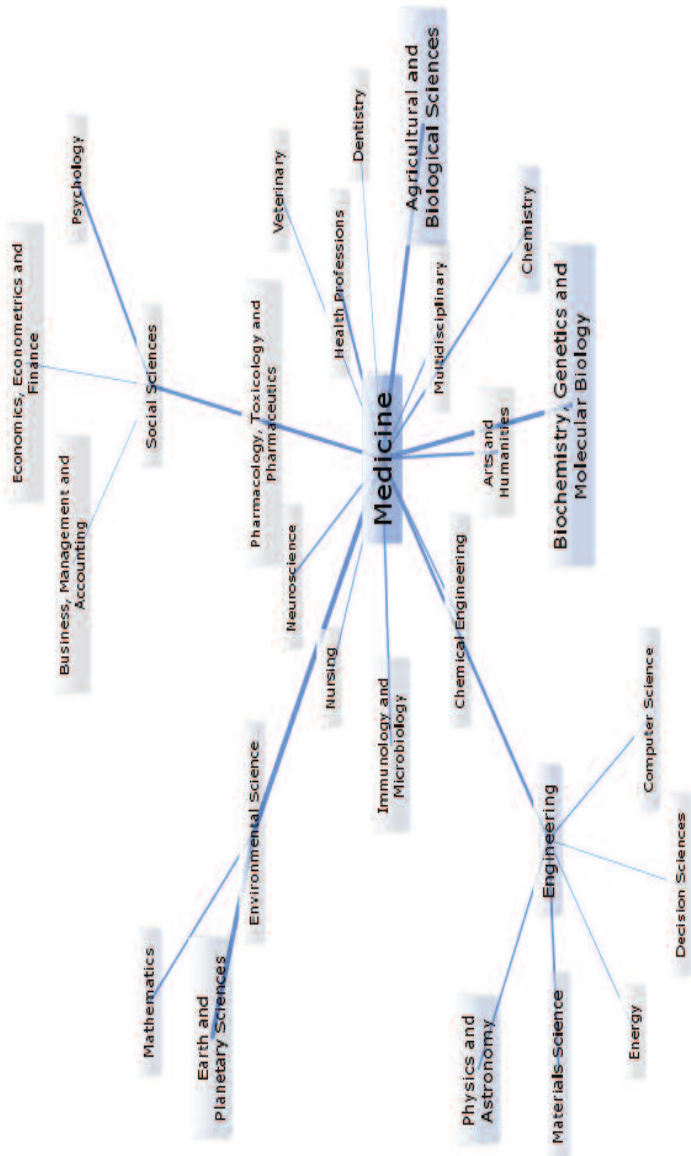 Economics, Econometrics and
Finance
Psychology
Business, Management and
Accounting
Social Sciences
Veterinary
Dentistry
Health Professions
Pharmacology, Toxicology and
Pharmaceutics
Agricultural and
Biological Sciences
Neuroscience
Nursing
Medicine
Multidisciplinary
Chemistry
Mathematics
Environmental Science
Earth and
Planetary Sciences
Immunology and
Microbiology
Chemical Engineering
Arts and
Humanities
Biochemistry, Genetics and
Molecular Biology
Physics and
Astronomy
Engineering
Materials Science
Computer Science
Energy
Decision Sciences